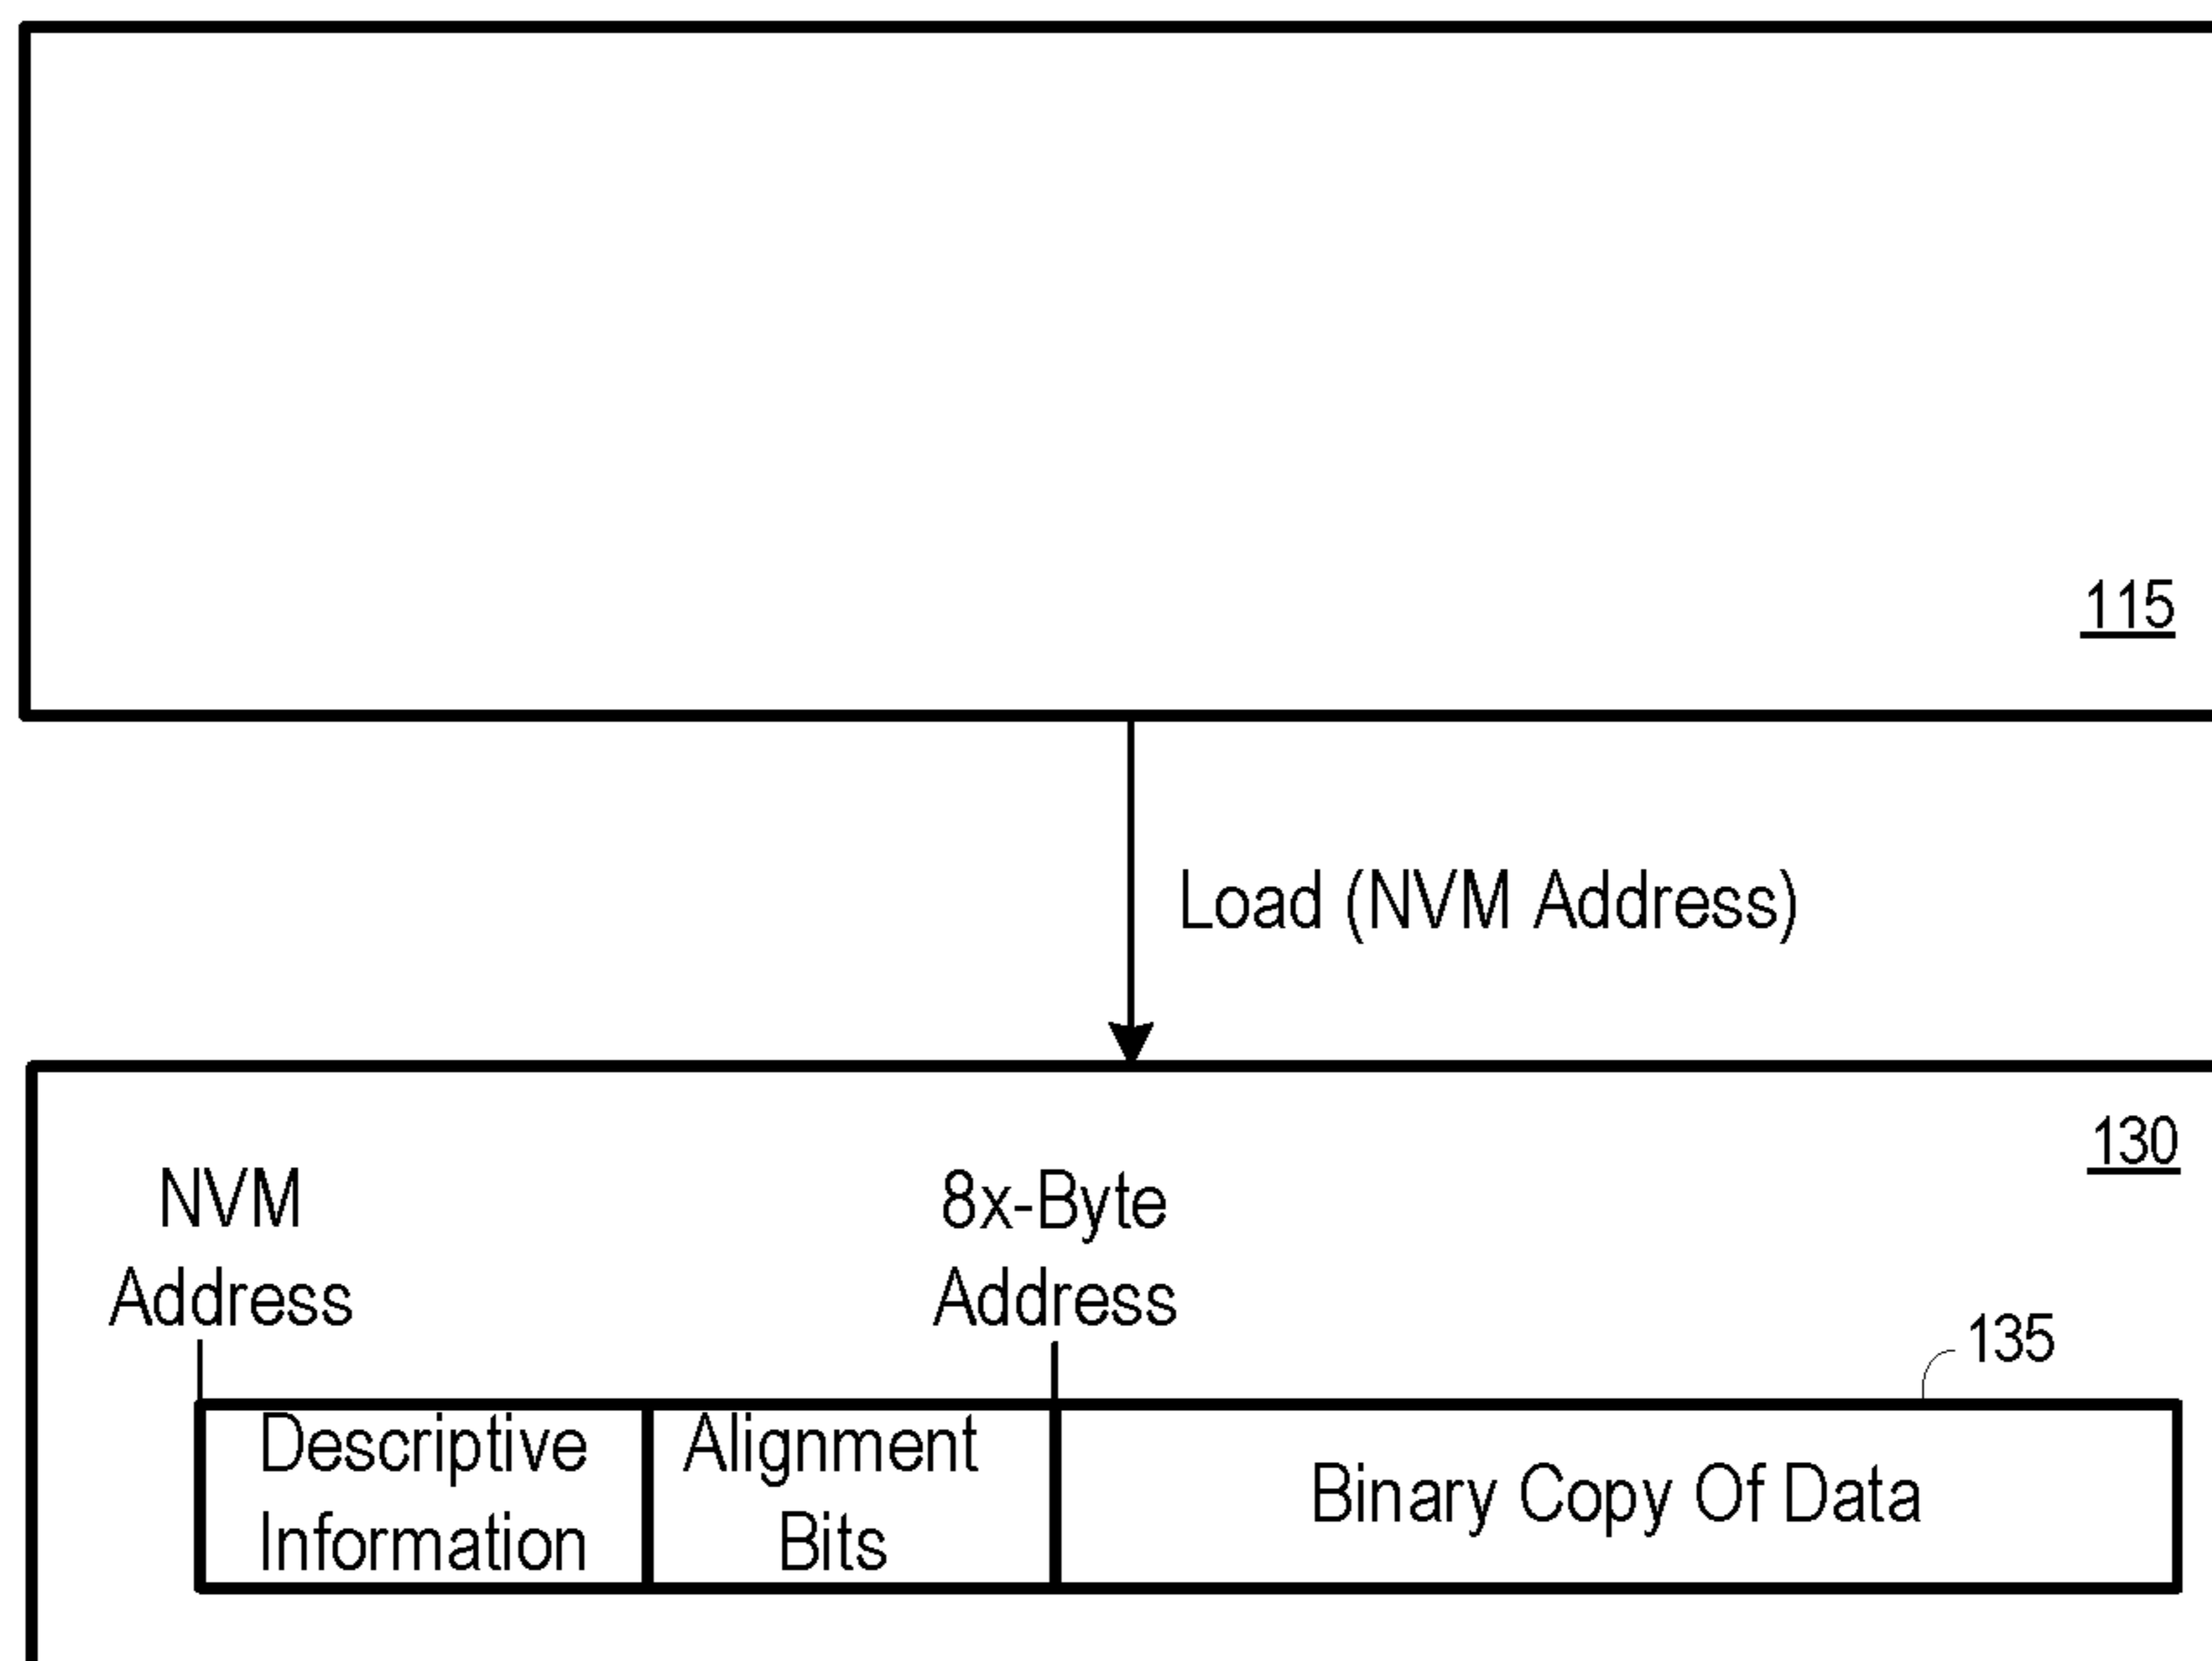 115
Load (NVM Address)
130
NVM
Address
8x-Byte
Address
135
Descriptive
Information
Alignment
Bits
Binary Copy Of Data